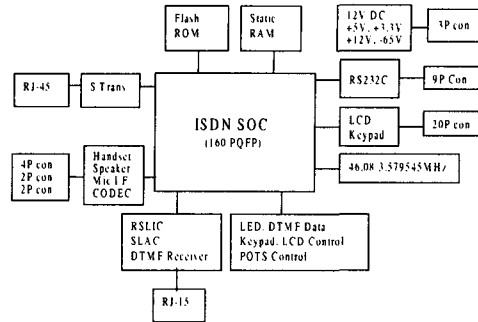 Flash
ROM
Static
RAM
12V DC
+5V, +3.3V
+12V, -65V
3P con
RJ-45
S Trans
ISDN SOC
(160 PQFP)
RS232C
9P Con
LCD
Keypad
20P con
4P con
2P con
2P con
Handset
Speaker
Mic I/F
CODEC
46.08 3.579545MHz
RSLIC
SLAC
DTMF Receiver
LED, DTMF Data
Keypad, LCD Control
POTS Control
RJ-15